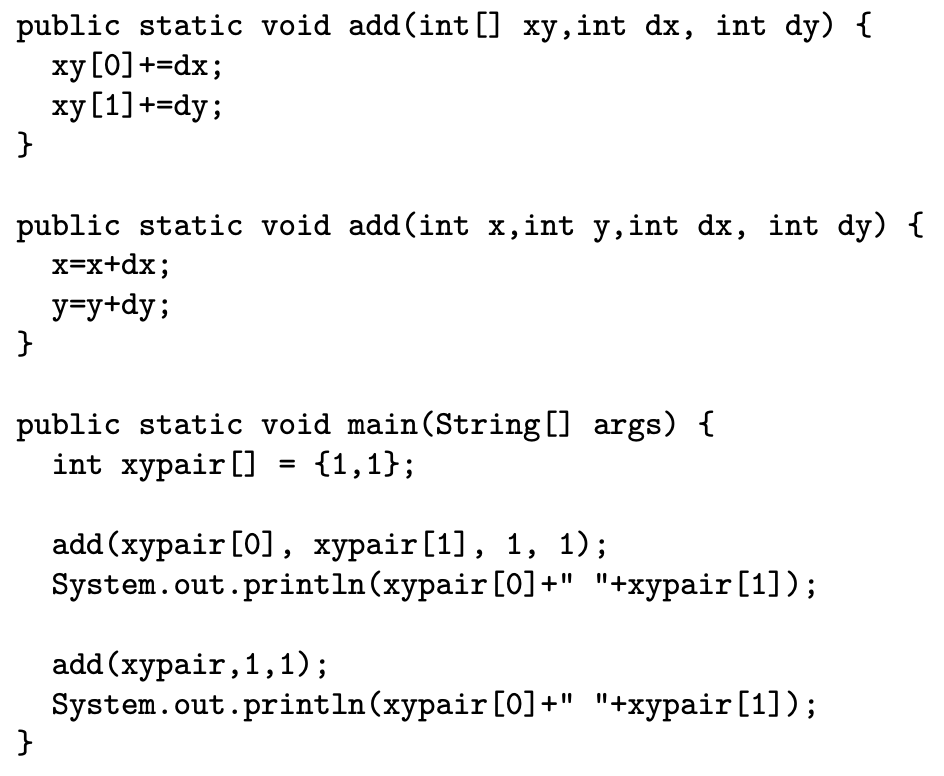 public static void add(int[] xy,int dx, int dy) {
  xy[0]+=dx;
  xy[1]+=dy;
}

public static void add(int x,int y,int dx, int dy) {
  x=x+dx;
  y=y+dy;
}

public static void main(String[] args) {
  int xypair[] = {1,1};

  add(xypair[0], xypair[1], 1, 1);
  System.out.println(xypair[0]+" "+xypair[1]);

  add(xypair,1,1);
  System.out.println(xypair[0]+" "+xypair[1]);
}